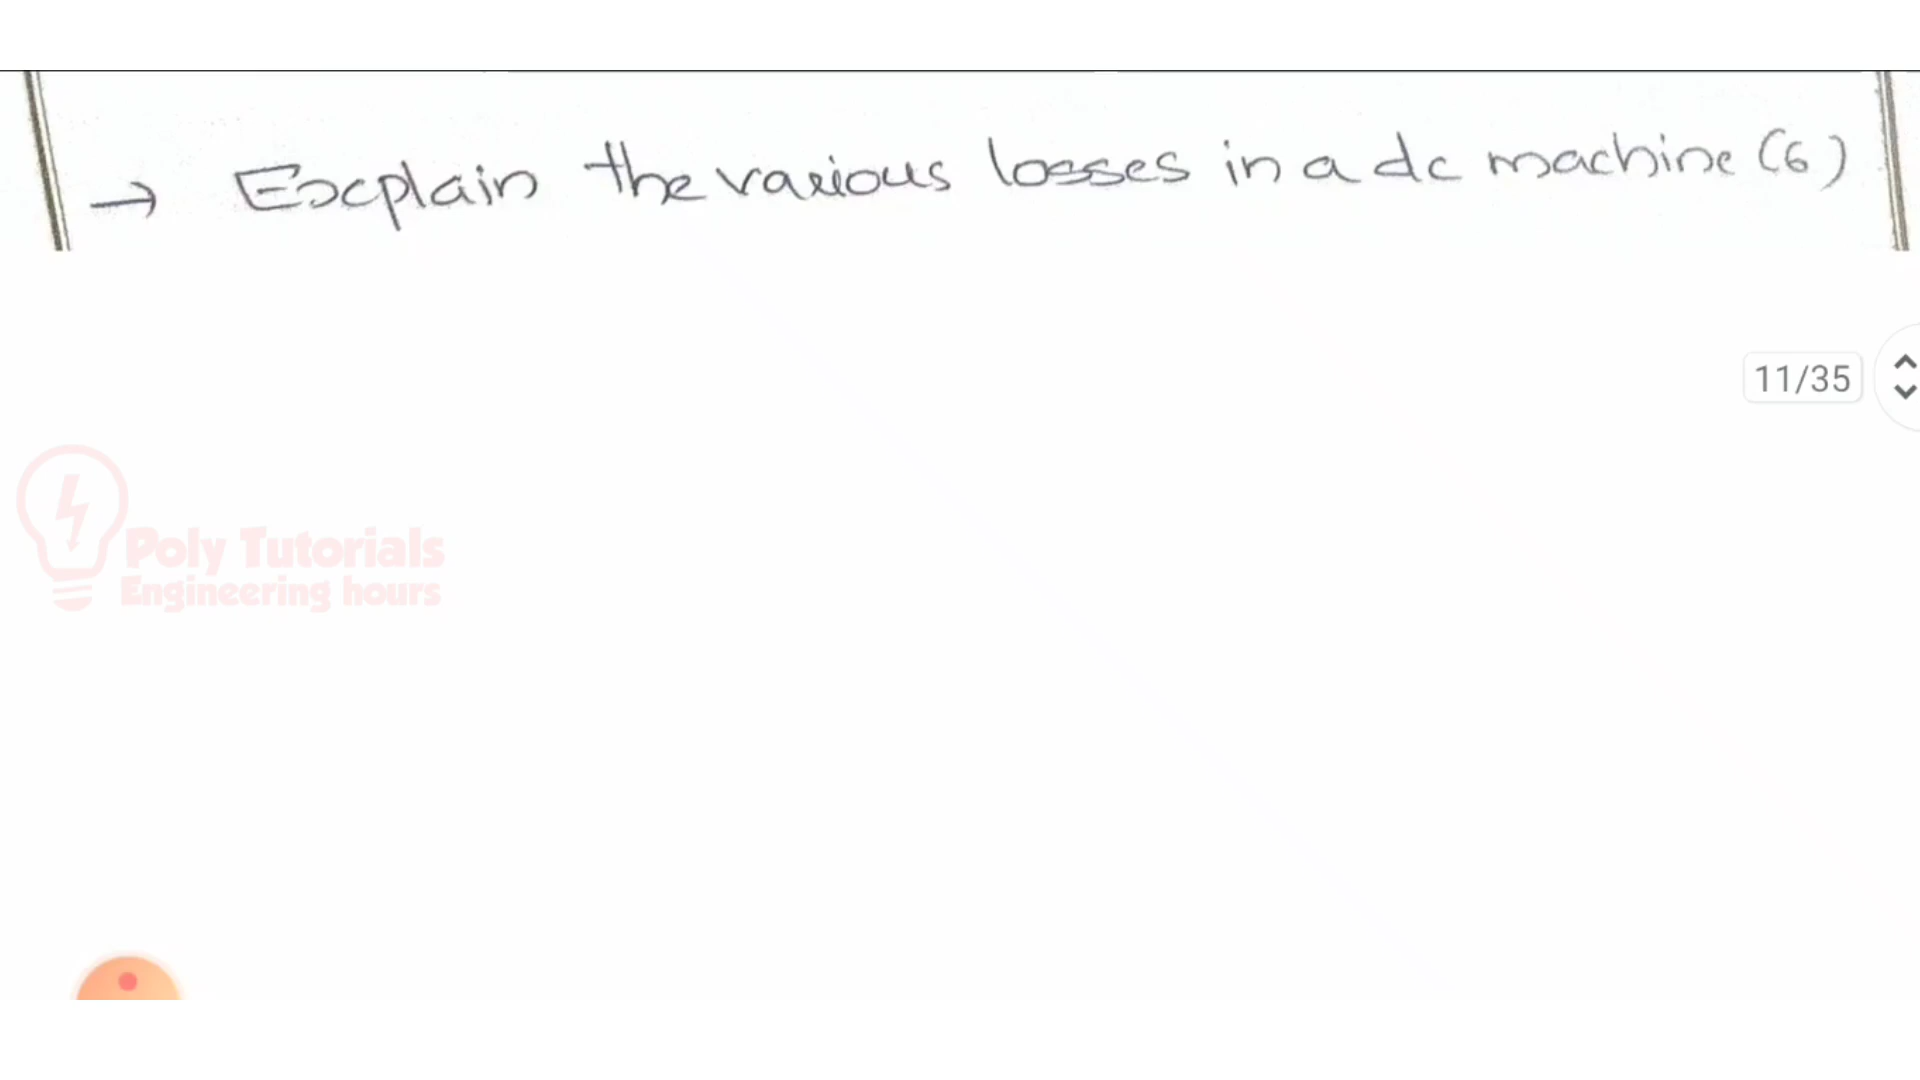 → Explain the various losses in a dc machine (6)
11/35
Poly Tutorials
Engineering hours